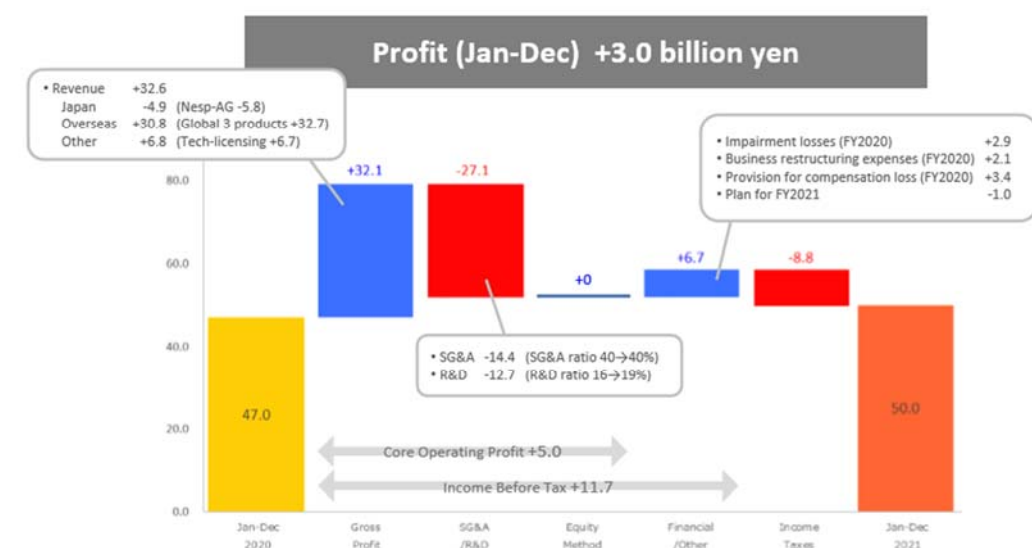 Profit (Jan-Dec) +3.0 billion yen
• Revenue +32.6
Japan -4.9 (Nesp-AG -5.8)
Overseas +30.8 (Global 3 products +32.7)
Other +6.8 (Tech-licensing +6.7)
• Impairment losses (FY2020) +2.9
• Business restructuring expenses (FY2020) +2.1
• Provision for compensation loss (FY2020) +3.4
• Plan for FY2021 -1.0
80.0
60.0
40.0
20.0
0.0
+32.1
-27.1
+0
+6.7
-8.8
• SG&A -14.4 (SG&A ratio 40→40%)
• R&D -12.7 (R&D ratio 16→19%)
47.0
50.0
Core Operating Profit +5.0
Income Before Tax +11.7
Jan-Dec Gross SG&A Equity Financial Income Jan-Dec
2020 Profit /R&D Method /Other Taxes 2021